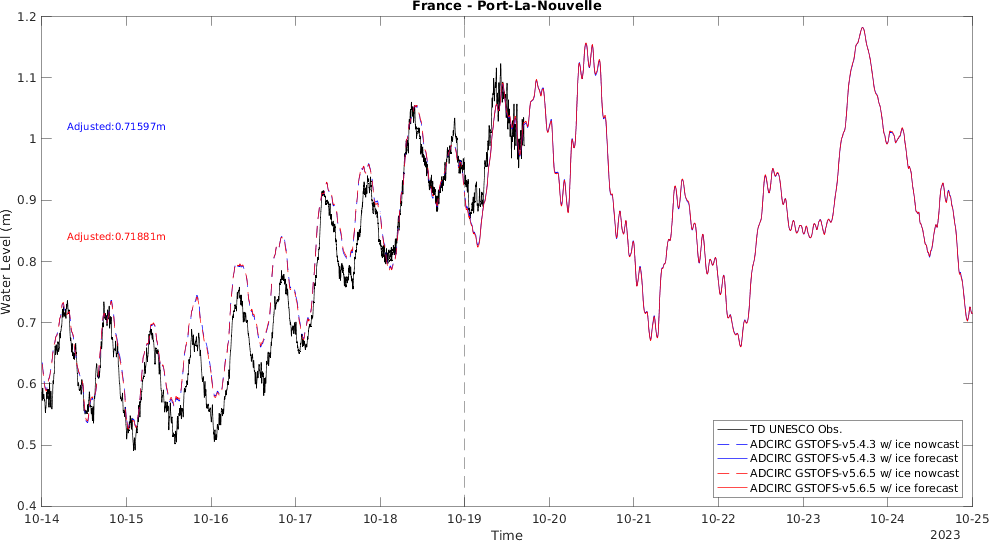 France - Port-La-Nouvelle
1.2
1.1
1
0.9
0.8
0.7
0.6
0.5
0.4
Water Level (m)
Adjusted:0.71597m
Adjusted:0.71881m
TD UNESCO Obs.
ADCIRC GSTOFS-v5.4.3 w/ ice nowcast
ADCIRC GSTOFS-v5.4.3 w/ ice forecast
ADCIRC GSTOFS-v5.6.5 w/ ice nowcast
ADCIRC GSTOFS-v5.6.5 w/ ice forecast
10-14 10-15 10-16 10-17 10-18 10-19 10-20 10-21 10-22 10-23 10-24 10-25
Time
2023